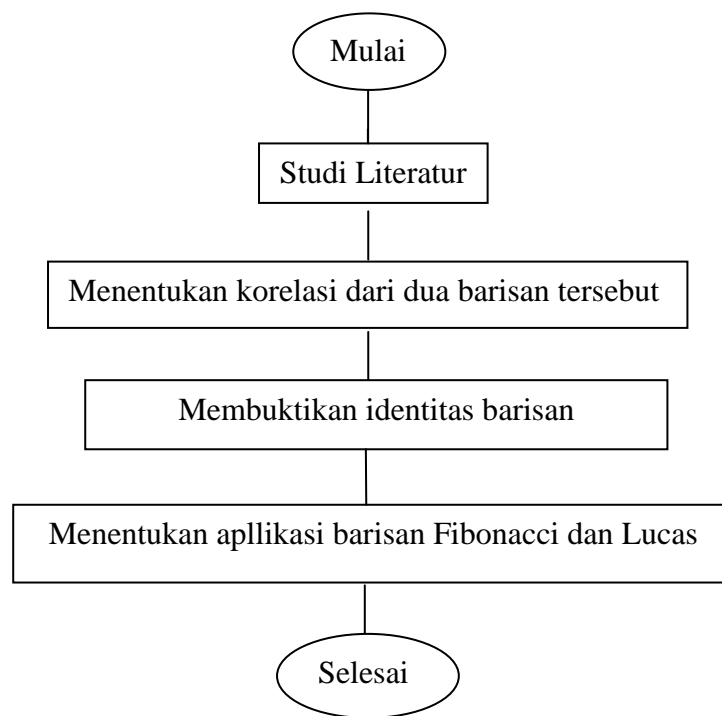 Mulai
Studi Literatur
Menentukan korelasi dari dua barisan tersebut
Membuktikan identitas barisan
Menentukan apllikasi barisan Fibonacci dan Lucas
Selesai